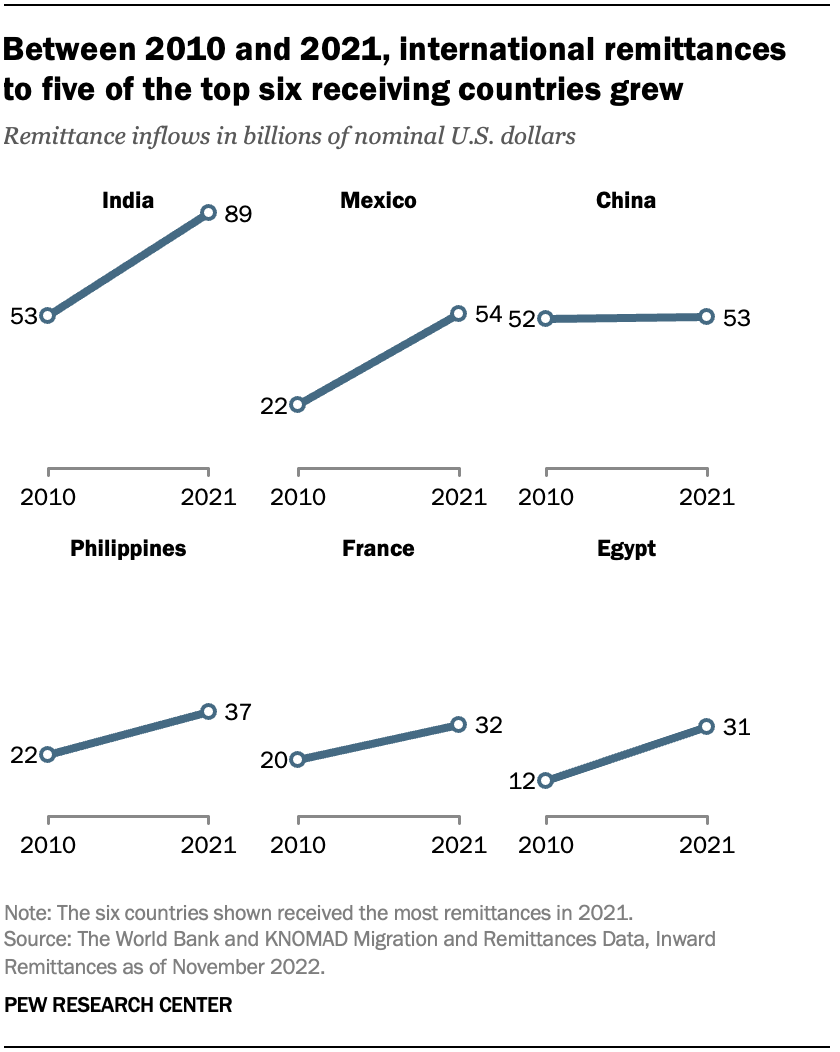 Between 2010 and 2021, international remittances
to five of the top six receiving countries grew
Remittance inflows in billions of nominal U.S. dollars
India
53
89
2010 2021
Mexico
22
54
2010 2021
China
52
53
2010 2021
Philippines
22
37
2010 2021
France
20
32
2010 2021
Egypt
12
31
2010 2021
Note: The six countries shown received the most remittances in 2021.
Source: The World Bank and KNOMAD Migration and Remittances Data, Inward
Remittances as of November 2022.
PEW RESEARCH CENTER